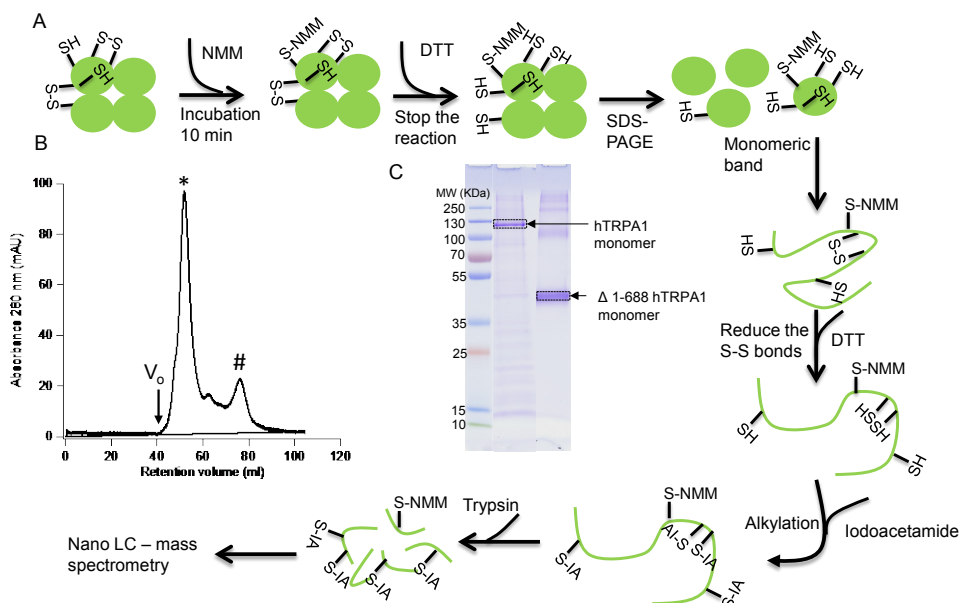 A
SH
S-S
SH
S-S
NMM
Incubation
10 min
S-NMM
S-S
SH
S-S
DTT
Stop the
reaction
S-NMM
HS
SH
SH
HS
SH
SDS-
PAGE
HS
S-NMM
HS
SH
SH
Monomeric
band
B
Absorbance 280 nm (mAU)
100
80
60
40
20
0
0 20 40 60 80 100 120
Retention volume (ml)
Vo
*
#
C
MW (KDa)
250
130
100
70
55
35
25
15
10
hTRPA1
monomer
Δ 1-688 hTRPA1
monomer
S-NMM
HS
S-S
SH
Reduce the
S-S bonds
DTT
S-NMM
HS
SH
SH
SH
Alkylation
Iodoacetamide
S-NMM
AI-S
S-IA
S-IA
S-IA
Trypsin
S-NMM
S-IA
S-IA
S-IA
S-IA
Nano LC – mass
spectrometry